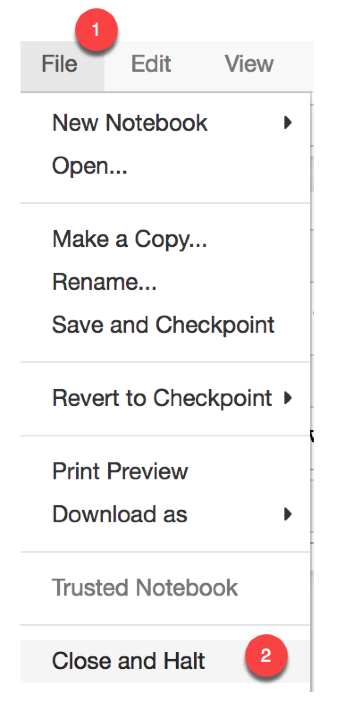 1
File Edit View
New Notebook
Open...
Make a Copy...
Rename...
Save and Checkpoint
Revert to Checkpoint
Print Preview
Download as
Trusted Notebook
Close and Halt 2